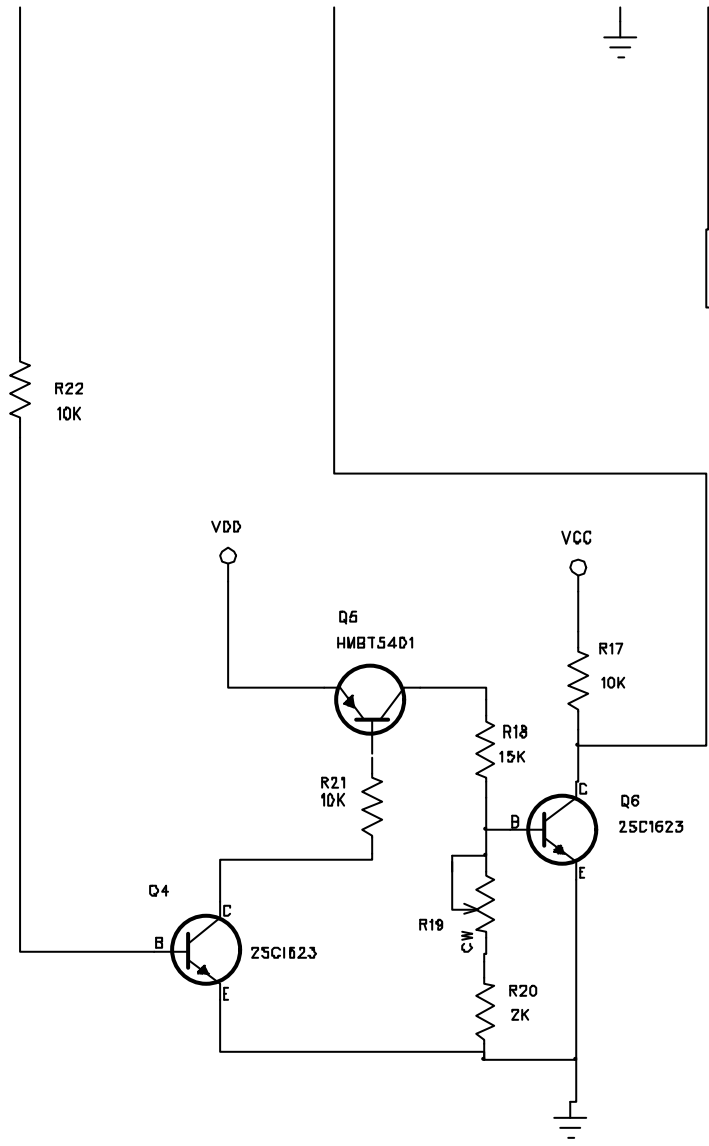 R22
10K
VDD
VCC
Q5
HMBT5401
R17
10K
R18
15K
R21
10K
C
Q6
B
2SC1623
E
Q4
C
R19
CW
B
2SC1623
E
R20
2K